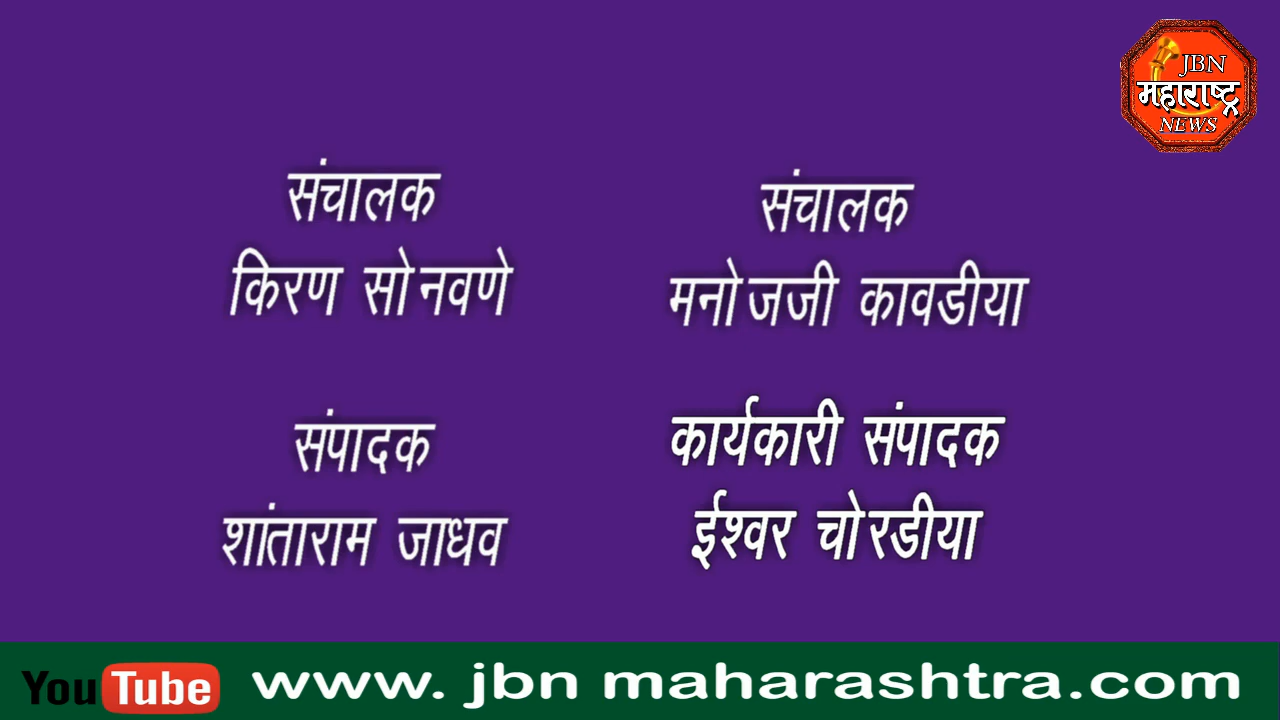 JBN
महाराष्ट्र
NEWS
संचालक
किरण सोनवणे
संचालक
मनोजजी कावडीया
संपादक
शांताराम जाधव
कार्यकारी संपादक
ईश्वर चोरडीया
YouTube
www. jbn maharashtra.com